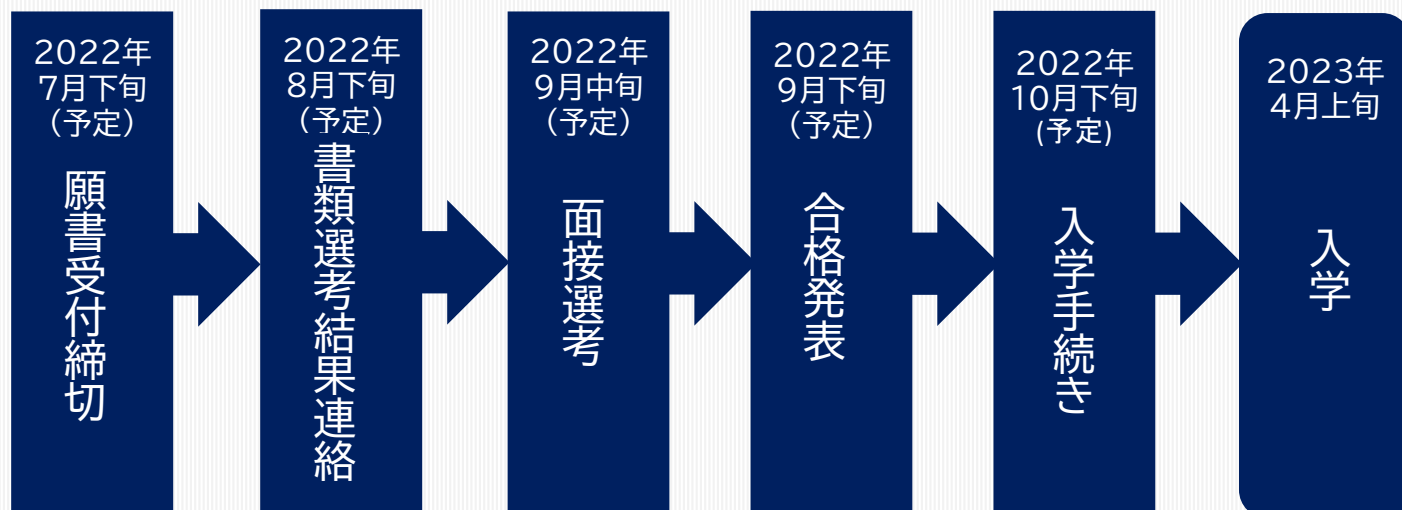 2022年
7月下旬
（予定）
願書受付締切
2022年
8月下旬
（予定）
書類選考結果連絡
2022年
9月中旬
（予定）
面接選考
2022年
9月下旬
（予定）
合格発表
2022年
10月下旬
(予定)
入学手続き
2023年
4月上旬
入学